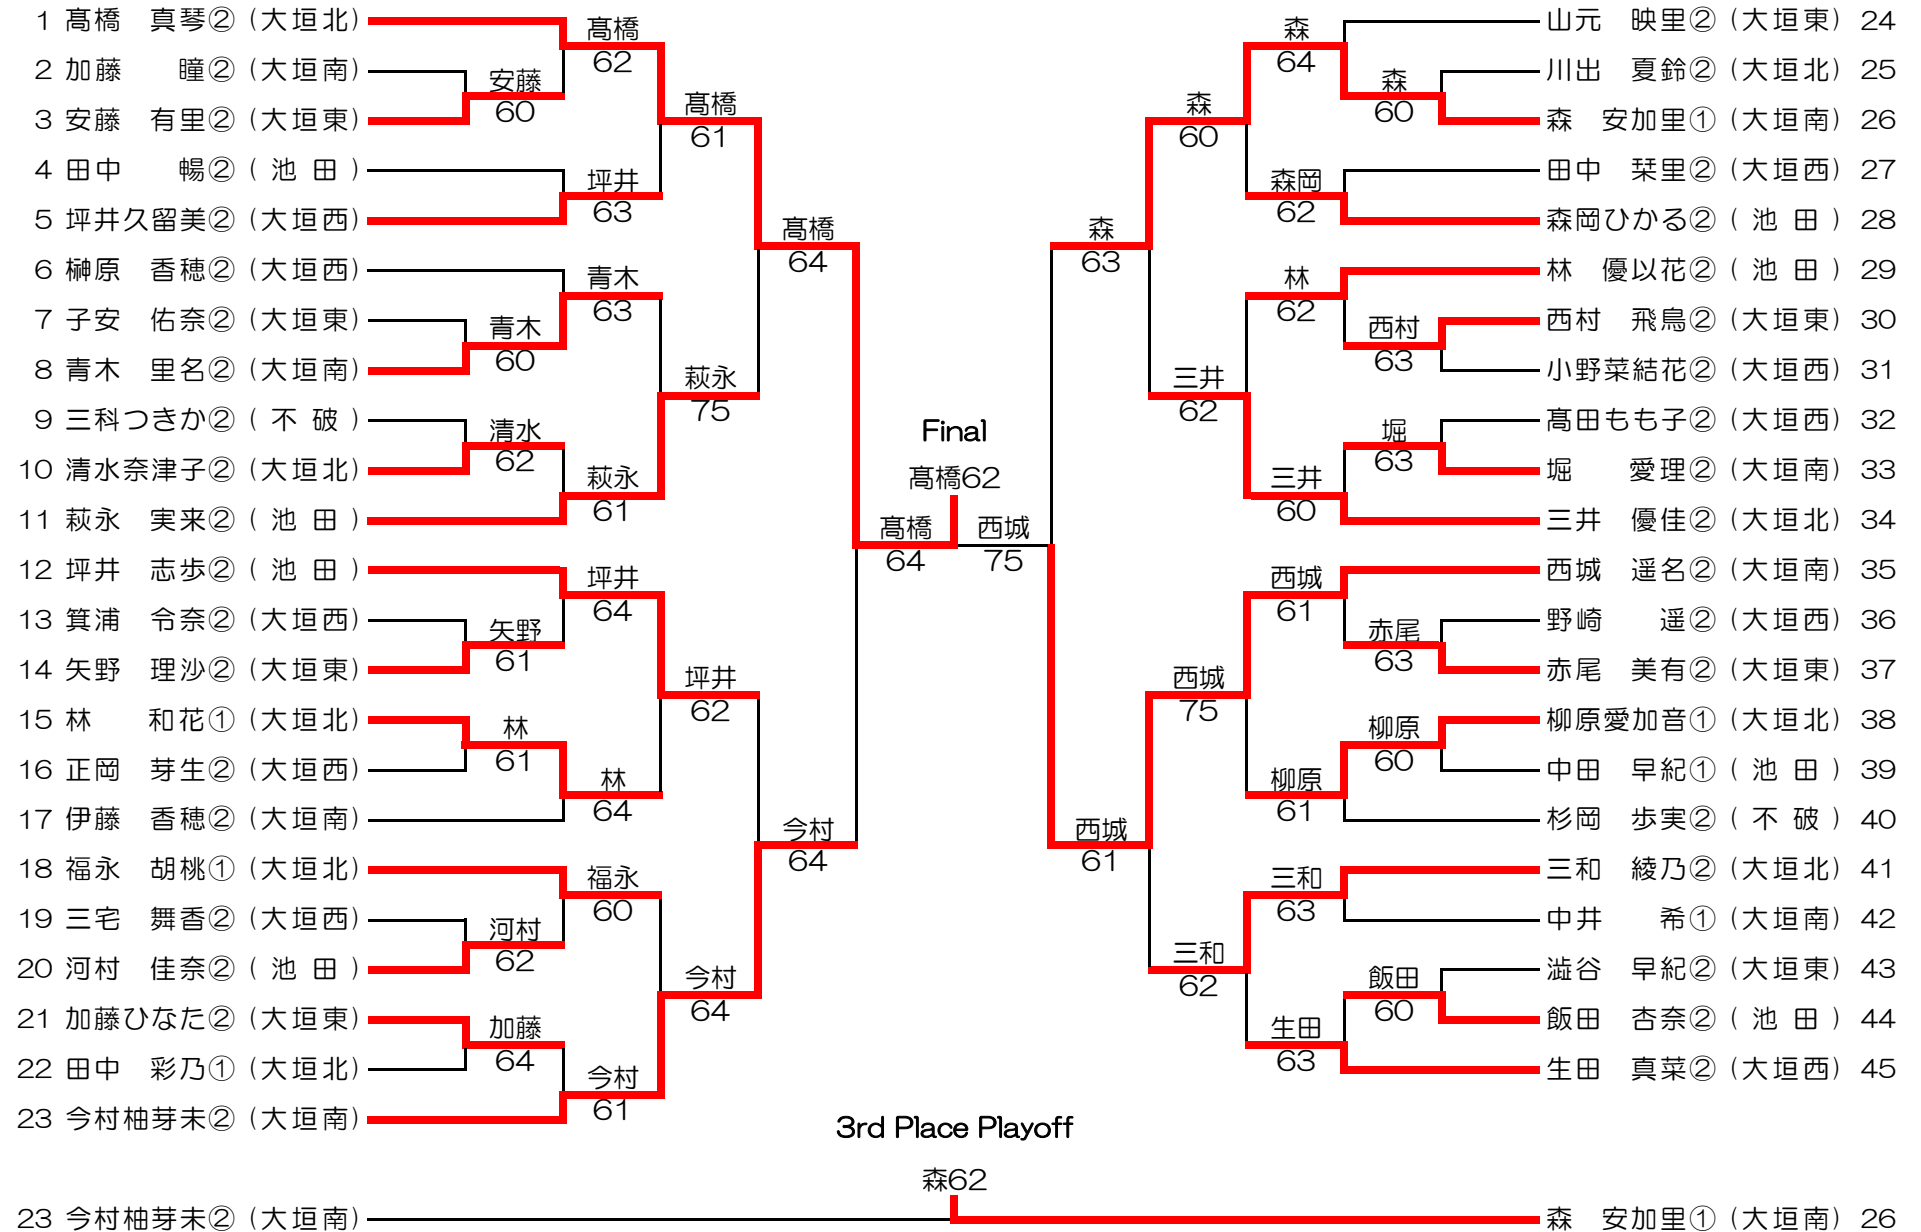 1 髙橋　真琴②（大垣北）
2 加藤　　瞳②（大垣南）
3 安藤　有里②（大垣東）
4 田中　　暢②（ 池 田 ）
5 坪井久留美②（大垣西）
6 榊原　香穂②（大垣西）
7 子安　佑奈②（大垣東）
8 青木　里名②（大垣南）
9 三科つきか②（ 不 破 ）
10 清水奈津子②（大垣北）
11 萩永　実来②（ 池 田 ）
12 坪井　志歩②（ 池 田 ）
13 箕浦　令奈②（大垣西）
14 矢野　理沙②（大垣東）
15 林　　和花①（大垣北）
16 正岡　芽生②（大垣西）
17 伊藤　香穂②（大垣南）
18 福永　胡桃①（大垣北）
19 三宅　舞香②（大垣西）
20 河村　佳奈②（ 池 田 ）
21 加藤ひなた②（大垣東）
22 田中　彩乃①（大垣北）
23 今村柚芽未②（大垣南）
安藤
60
青木
60
清水
62
矢野
61
林
61
河村
62
加藤
64
髙橋
62
坪井
63
青木
63
萩永
61
坪井
64
林
64
福永
60
今村
61
髙橋
61
萩永
75
坪井
62
今村
64
髙橋
64
今村
64
髙橋
64
Final
髙橋62
西城
75
森
63
西城
61
森
60
三井
62
西城
75
三和
62
森
64
森岡
62
林
62
三井
60
西城
61
柳原
61
三和
63
生田
63
森
60
西村
63
堀
63
赤尾
63
柳原
60
飯田
60
山元　映里②（大垣東） 24
川出　夏鈴②（大垣北） 25
森　安加里①（大垣南） 26
田中　栞里②（大垣西） 27
森岡ひかる②（ 池 田 ） 28
林　優以花②（ 池 田 ） 29
西村　飛鳥②（大垣東） 30
小野菜結花②（大垣西） 31
髙田もも子②（大垣西） 32
堀　　愛理②（大垣南） 33
三井　優佳②（大垣北） 34
西城　遥名②（大垣南） 35
野崎　　遥②（大垣西） 36
赤尾　美有②（大垣東） 37
柳原愛加音①（大垣北） 38
中田　早紀①（ 池 田 ） 39
杉岡　歩実②（ 不 破 ） 40
三和　綾乃②（大垣北） 41
中井　　希①（大垣南） 42
澁谷　早紀②（大垣東） 43
飯田　杏奈②（ 池 田 ） 44
生田　真菜②（大垣西） 45
3rd Place Playoff
森62
23 今村柚芽未②（大垣南）
森　安加里①（大垣南） 26